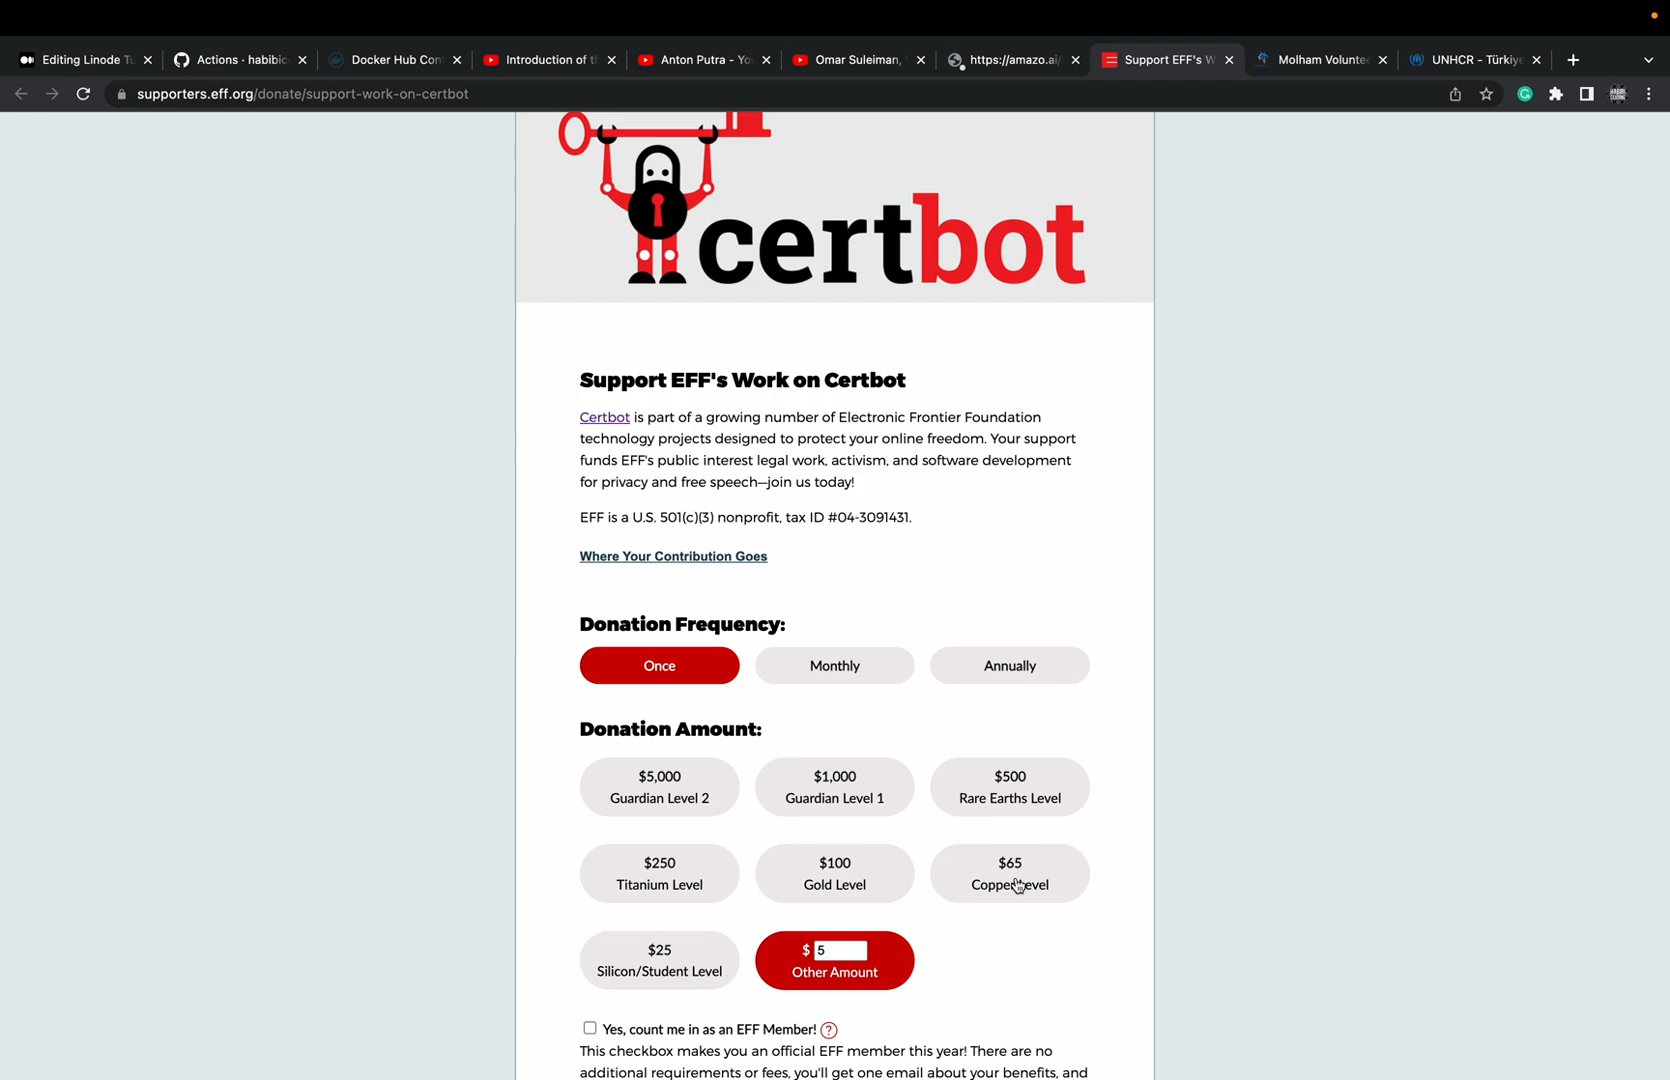 Editing Linode Tu
Actions · habibic
Docker Hub Cont
Introduction of th
Anton Putra - Yo
Omar Suleiman,
https://amazo.ai/
Support EFF's W
Molham Voluntee
UNHCR - Türkiye
supporters.eff.org/donate/support-work-on-certbot
certbot
Support EFF's Work on Certbot
Certbot is part of a growing number of Electronic Frontier Foundation
technology projects designed to protect your online freedom. Your support
funds EFF's public interest legal work, activism, and software development
for privacy and free speech—join us today!
EFF is a U.S. 501(c)(3) nonprofit, tax ID #04-3091431.
Where Your Contribution Goes
Donation Frequency:
Once
Monthly
Annually
Donation Amount:
$5,000
Guardian Level 2
$1,000
Guardian Level 1
$500
Rare Earths Level
$250
Titanium Level
$100
Gold Level
$65
Copper Level
$25
Silicon/Student Level
$ 5
Other Amount
Yes, count me in as an EFF Member! ?
This checkbox makes you an official EFF member this year! There are no
additional requirements or fees, you'll get one email about your benefits, and